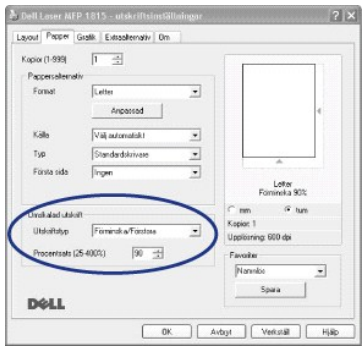 Dell Laser MFP 1815 - utskriftsinställningar
Layout Papper Grafik Extraalternativ Om
Kopior (1-999) 1
Pappersalternativ
Format Letter
Anpassad
Källa Välj automatiskt
Typ Standardskrivare
Första sida Ingen
Letter
Förminska 90%
mm tum
Kopior: 1
Upplösning: 600 dpi
Omskalad utskrift
Utskriftstyp Förminska/Förstora
Procentsats (25-400%) 90
Favoriter
Namnlös
Spara
DELL
OK Avbryt Verkställ Hjälp